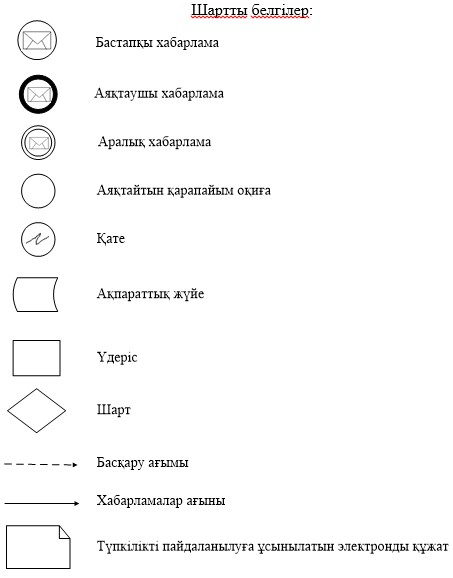 Шартты белгілер:
Бастапқы хабарлама
Аяқтаушы хабарлама
Аралық хабарлама
Аяқтайтын қарапайым оқиға
Қате
Ақпараттық жүйе
Үдеріс
Шарт
Басқару ағымы
Хабарламалар ағыны
Түпкілікті пайдаланылуға ұсынылатын электронды құжат